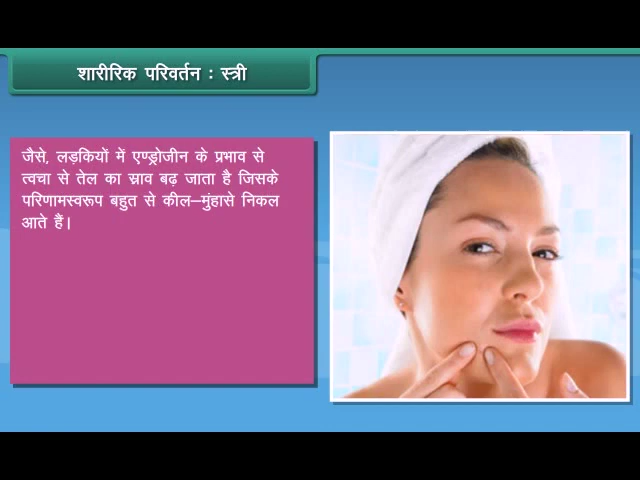 शारीरिक परिवर्तन : स्त्री
जैसे, लड़कियों में एण्ड्रोजीन के प्रभाव से
त्वचा से तेल का स्राव बढ़ जाता है जिसके
परिणामस्वरूप बहुत से कील–मुंहासे निकल
आते हैं।